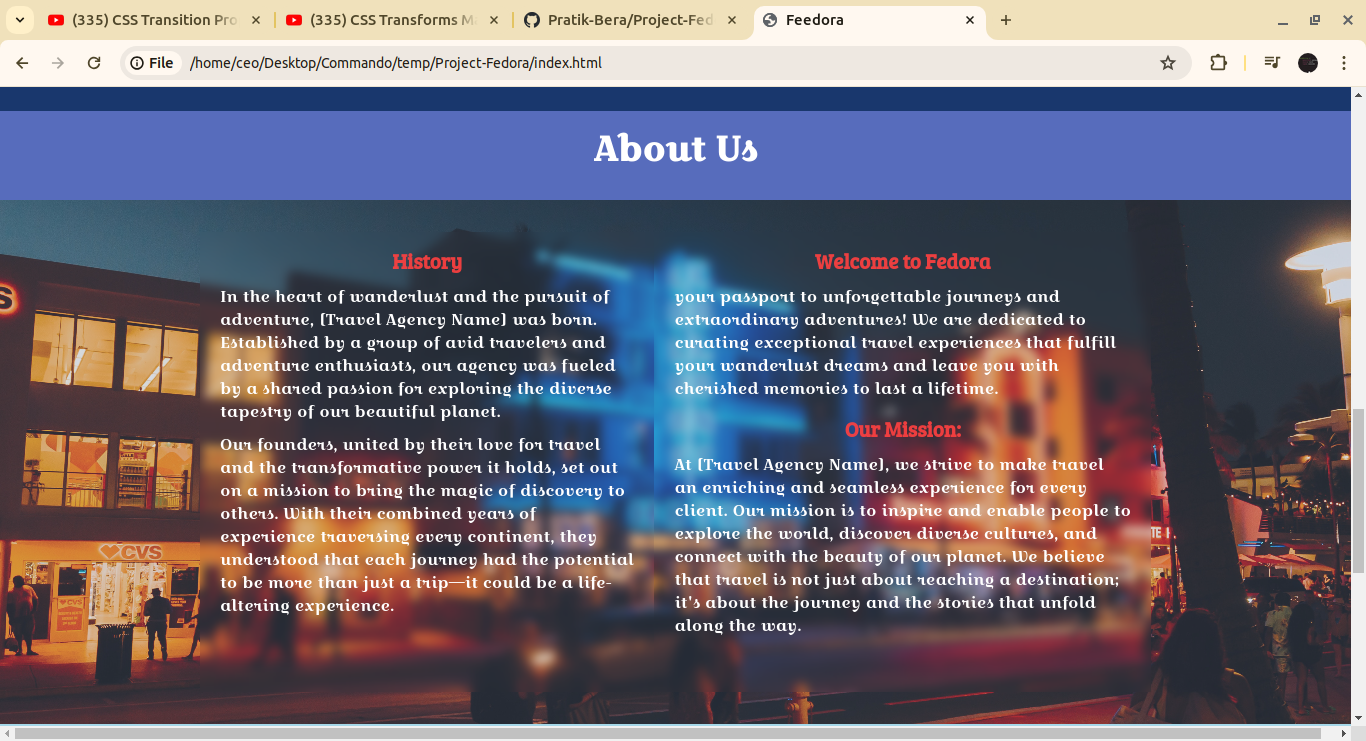 (335) CSS Transition Pro
(335) CSS Transforms M
Pratik-Bera/Project-Fed
Feedora
File
/home/ceo/Desktop/Commando/temp/Project-Fedora/index.html
About Us
History
In the heart of wanderlust and the pursuit of
adventure, [Travel Agency Name] was born.
Established by a group of avid travelers and
adventure enthusiasts, our agency was fueled
by a shared passion for exploring the diverse
tapestry of our beautiful planet.
Our founders, united by their love for travel
and the transformative power it holds, set out
on a mission to bring the magic of discovery to
others. With their combined years of
experience traversing every continent, they
understood that each journey had the potential
to be more than just a trip—it could be a life-
altering experience.
Welcome to Fedora
your passport to unforgettable journeys and
extraordinary adventures! We are dedicated to
curating exceptional travel experiences that fulfill
your wanderlust dreams and leave you with
cherished memories to last a lifetime.
Our Mission:
At [Travel Agency Name], we strive to make travel
an enriching and seamless experience for every
client. Our mission is to inspire and enable people to
explore the world, discover diverse cultures, and
connect with the beauty of our planet. We believe
that travel is not just about reaching a destination;
it's about the journey and the stories that unfold
along the way.
S
CVS